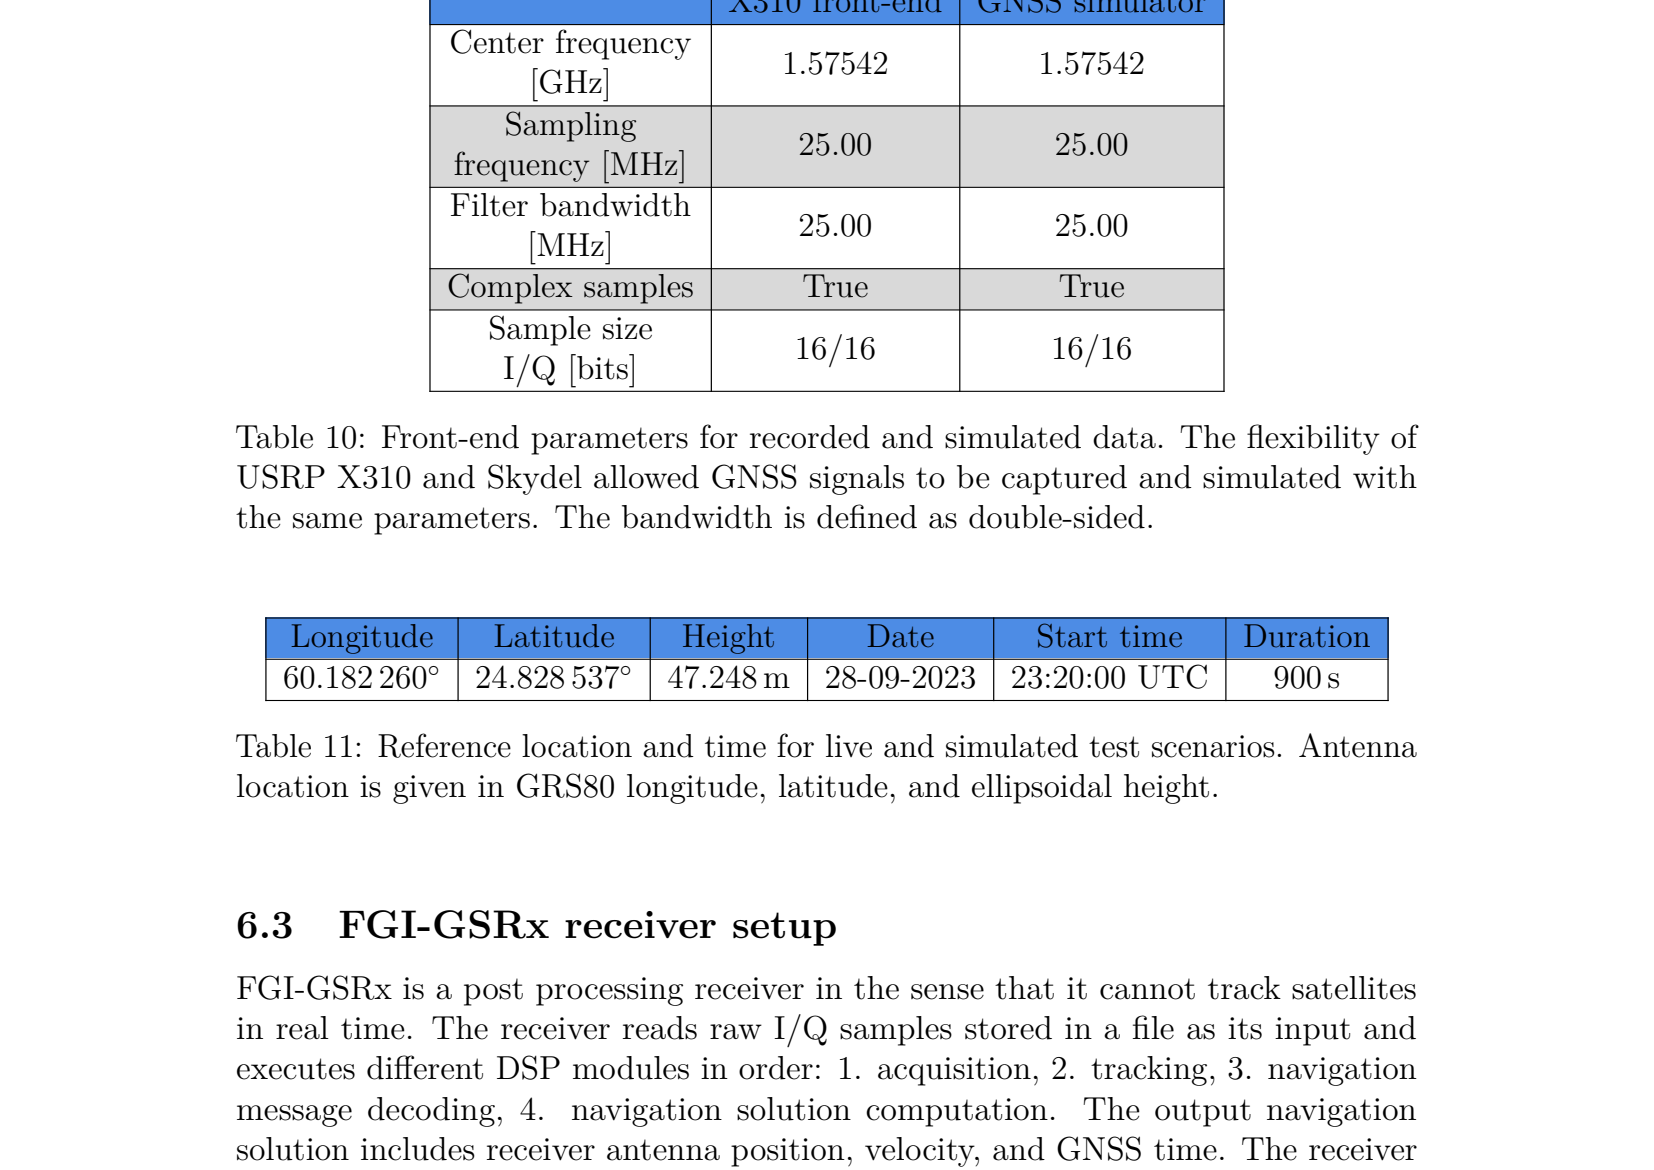 X310 front-end GNSS simulator
Center frequency
[GHz]
1.57542 1.57542
Sampling
frequency [MHz]
25.00 25.00
Filter bandwidth
[MHz]
25.00 25.00
Complex samples True True
Sample size
I/Q [bits]
16/16 16/16
Table 10: Front-end parameters for recorded and simulated data. The flexibility of
USRP X310 and Skydel allowed GNSS signals to be captured and simulated with
the same parameters. The bandwidth is defined as double-sided.
Longitude Latitude Height Date Start time Duration
60.182 260° 24.828 537° 47.248 m 28-09-2023 23:20:00 UTC 900 s
Table 11: Reference location and time for live and simulated test scenarios. Antenna
location is given in GRS80 longitude, latitude, and ellipsoidal height.
6.3 FGI-GSRx receiver setup
FGI-GSRx is a post processing receiver in the sense that it cannot track satellites
in real time. The receiver reads raw I/Q samples stored in a file as its input and
executes different DSP modules in order: 1. acquisition, 2. tracking, 3. navigation
message decoding, 4. navigation solution computation. The output navigation
solution includes receiver antenna position, velocity, and GNSS time. The receiver